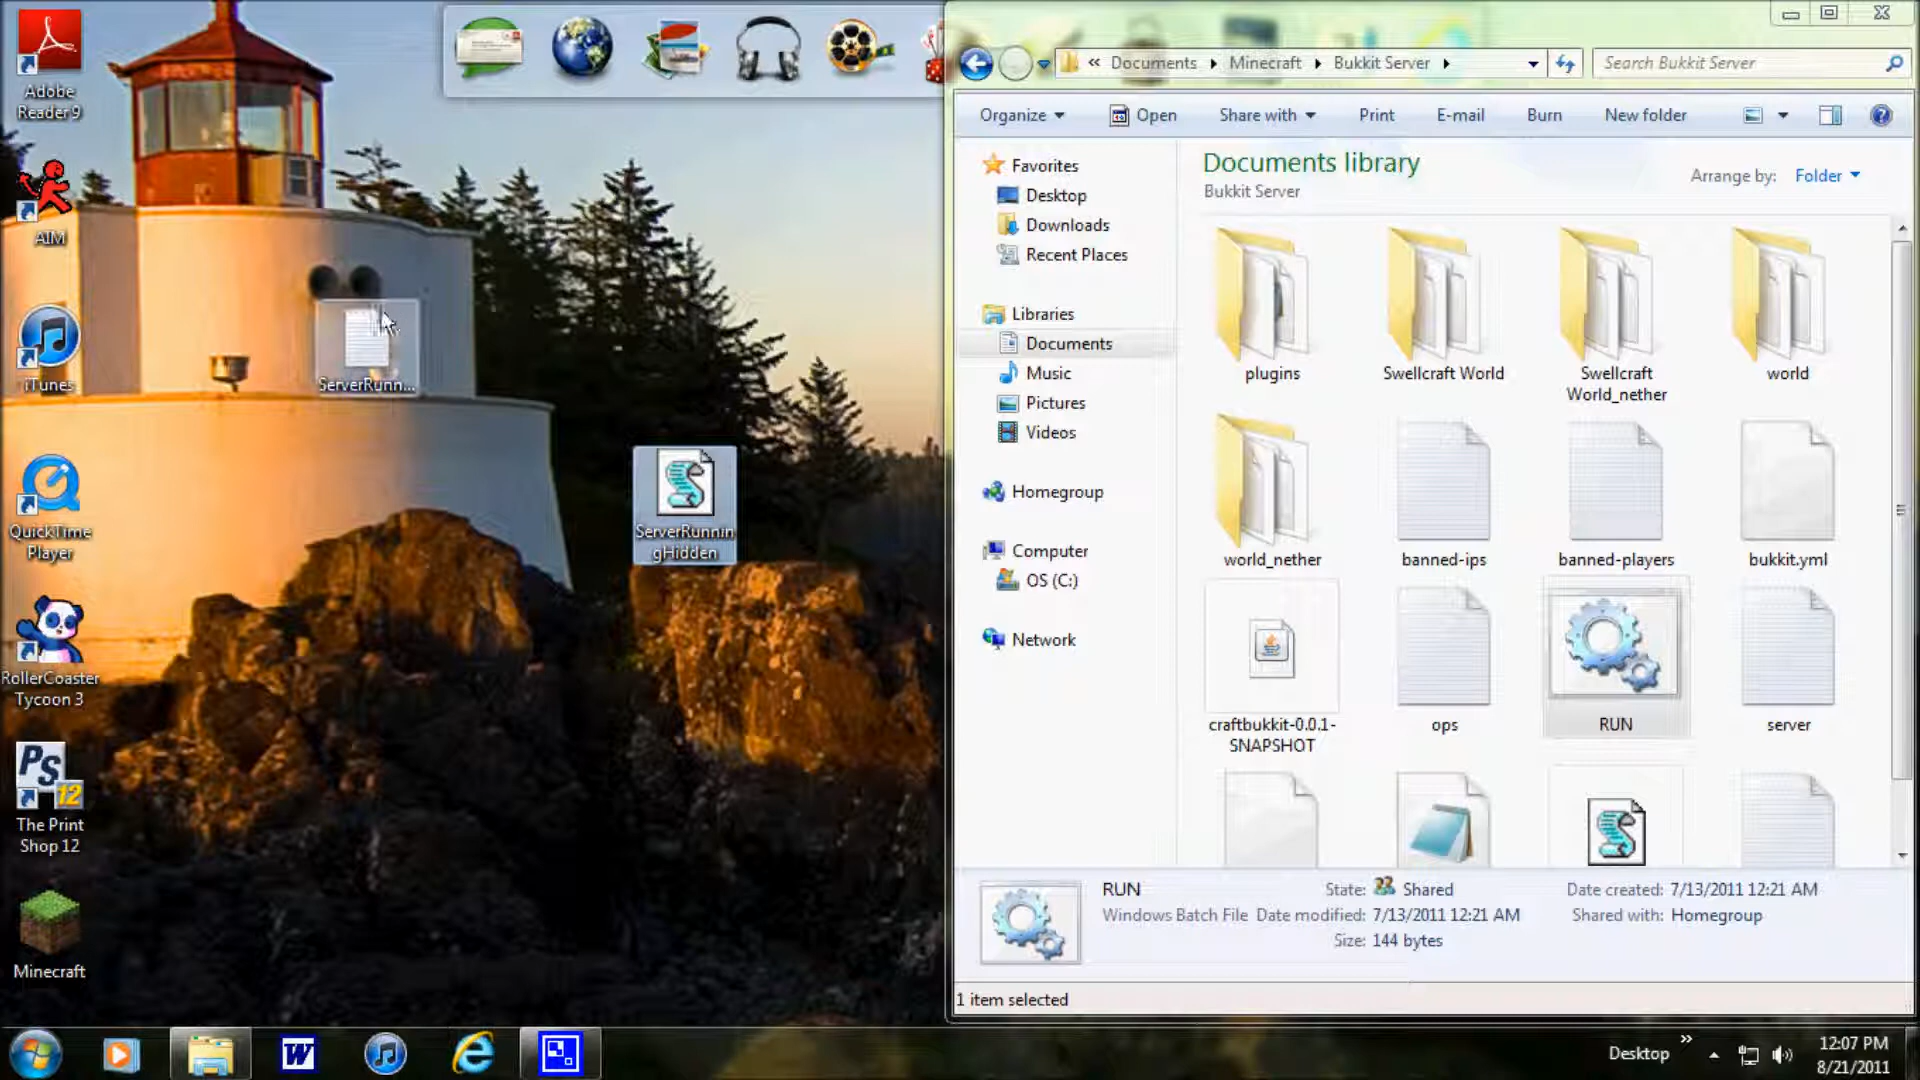 Adobe
Reader 9
AIM
iTunes
QuickTime
Player
RollerCoaster
Tycoon 3
PS
12
The Print
Shop 12
Minecraft
ServerRunn...
ServerRunnin
gHidden
« Documents Minecraft Bukkit Server
Search Bukkit Server
Organize Open Share with Print E-mail Burn New folder
Favorites
Desktop
Downloads
Recent Places
Libraries
Documents
Music
Pictures
Videos
Homegroup
Computer
OS (C:)
Network
Documents library
Bukkit Server
Arrange by: Folder
plugins
Swellcraft World
Swellcraft
World_nether
world
world_nether
banned-ips
banned-players
bukkit.yml
craftbukkit-0.0.1-
SNAPSHOT
ops
RUN
server
RUN
Windows Batch File
State: Shared
Date modified: 7/13/2011 12:21 AM
Size: 144 bytes
Date created: 7/13/2011 12:21 AM
Shared with: Homegroup
1 item selected
W
Desktop »
12:07 PM
8/21/2011